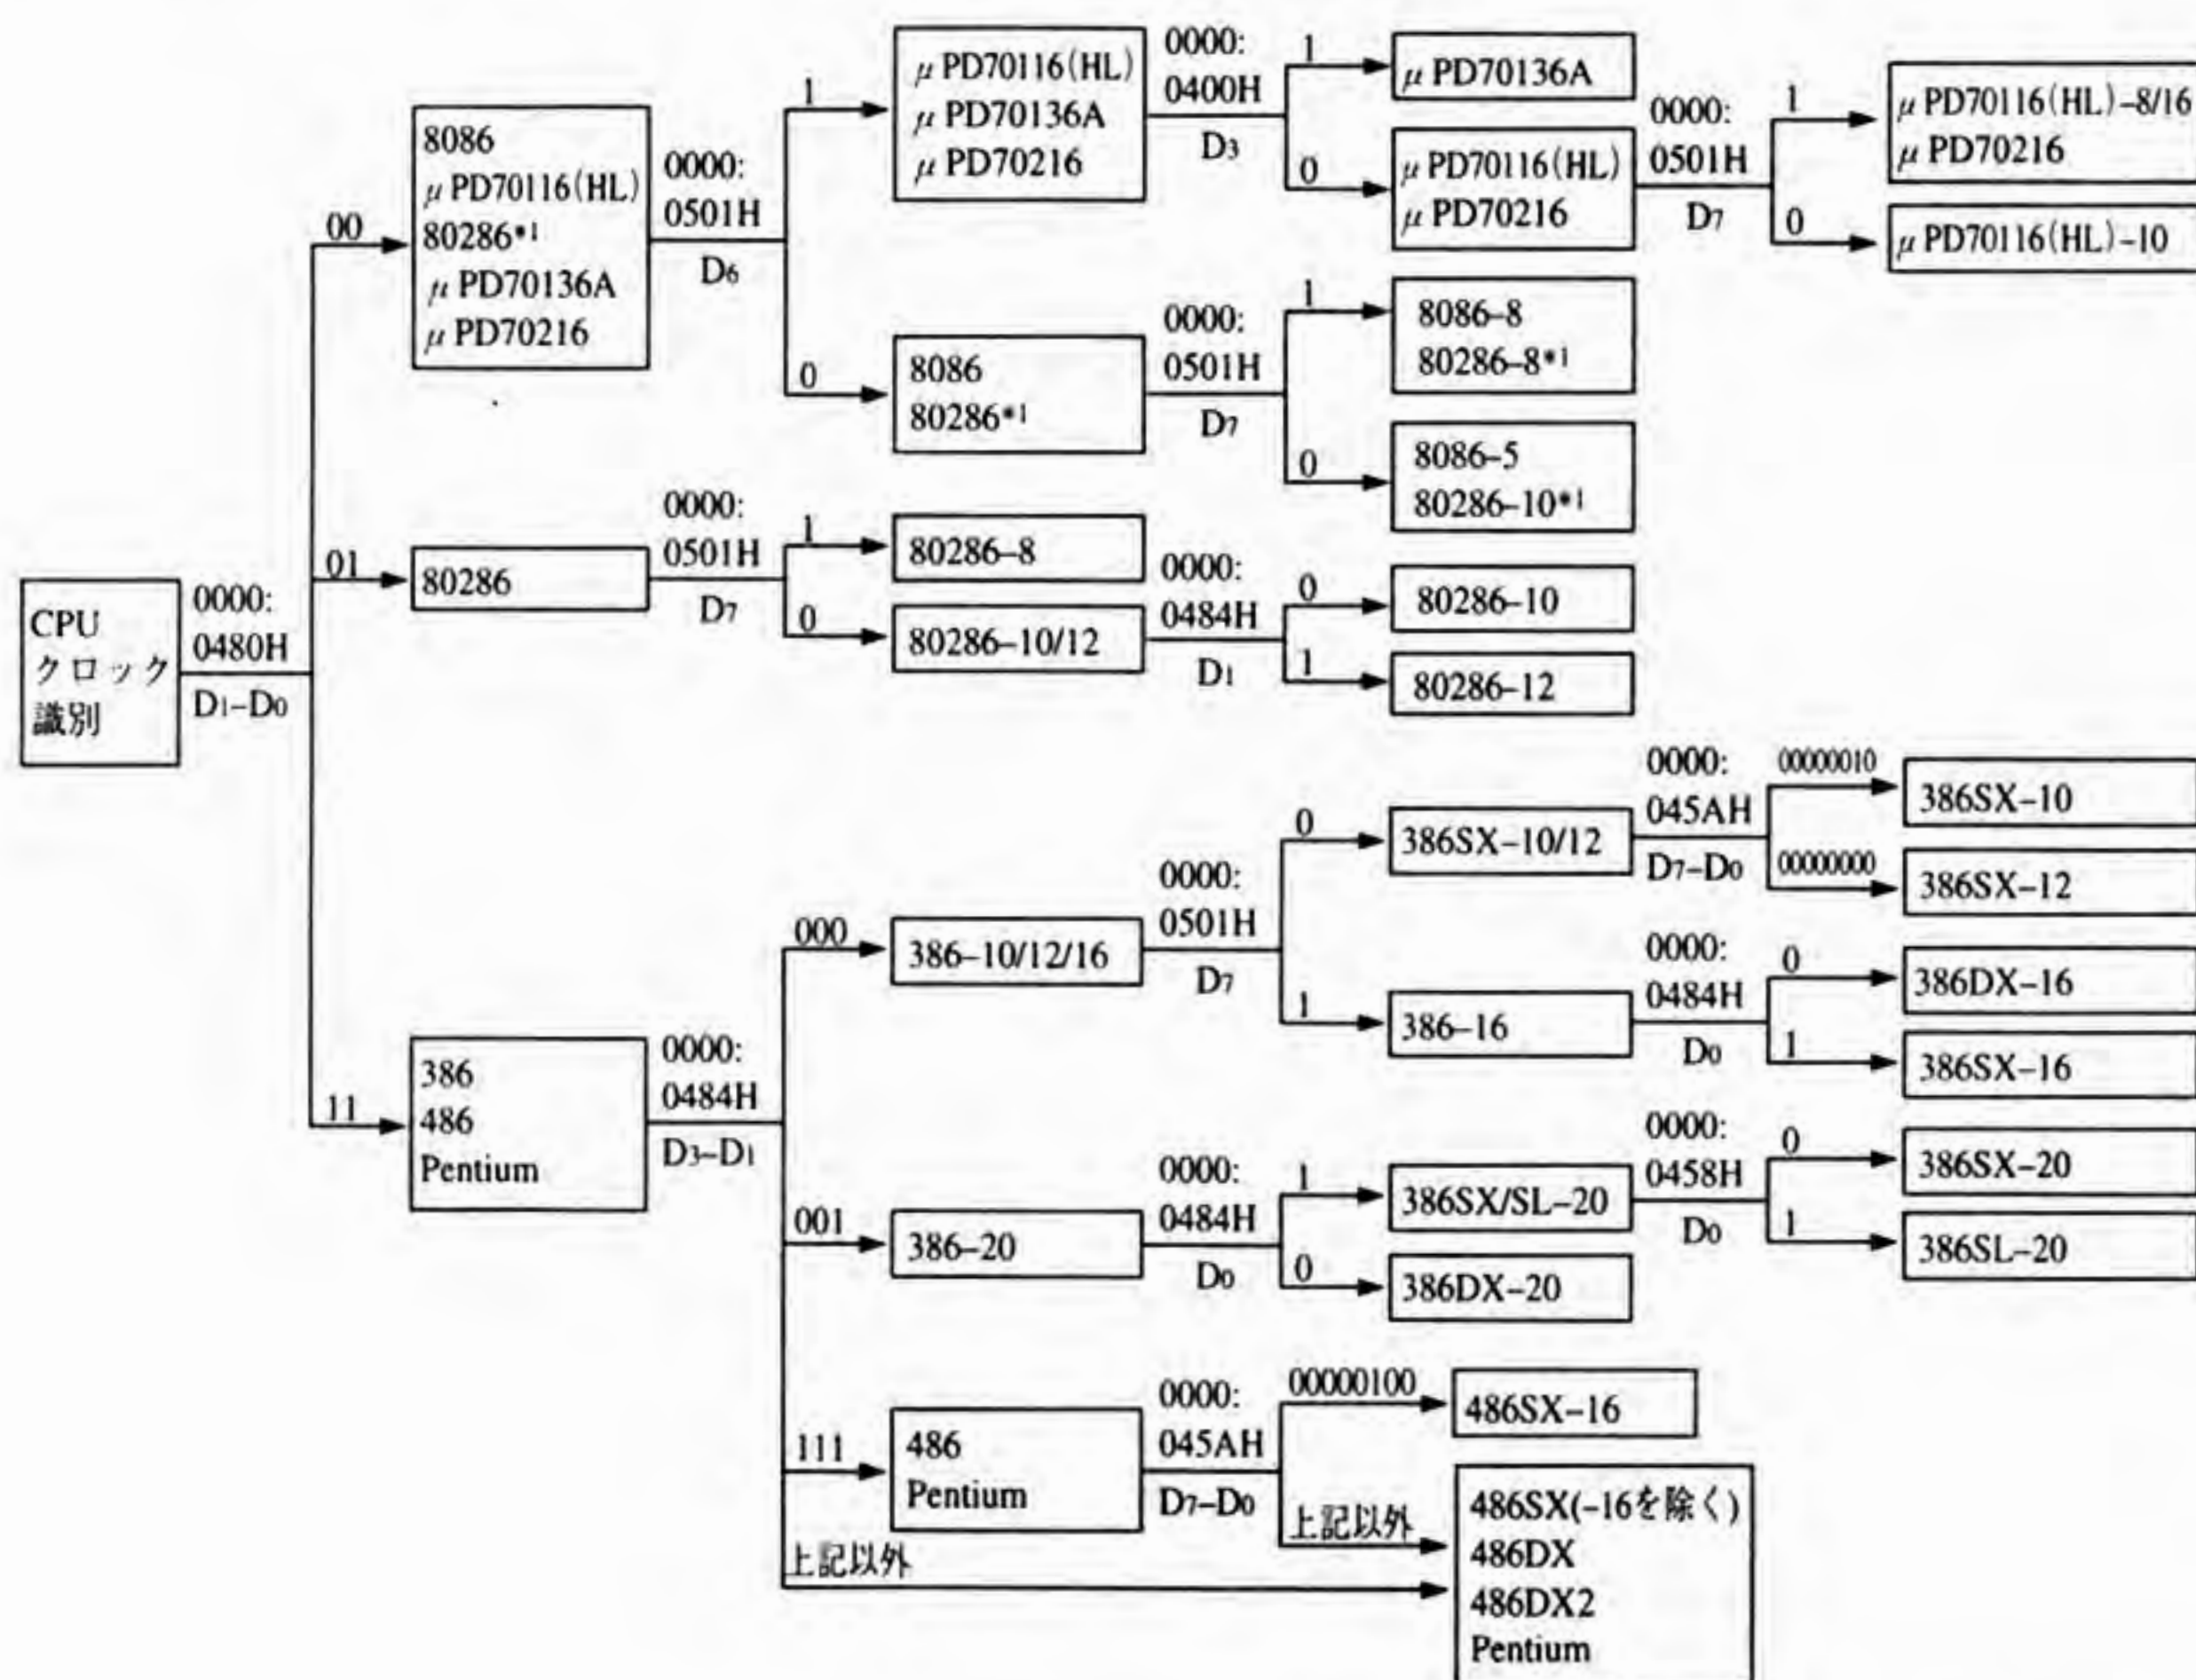 CPU
クロック
識別
0000:
0480H
D1–D0
00
8086
μPD70116(HL)
80286*1
μPD70136A
μPD70216
0000:
0501H
D6
1
μPD70116(HL)
μPD70136A
μPD70216
0000:
0400H
D3
1
μPD70136A
0
μPD70116(HL)
μPD70216
0000:
0501H
D7
1
μPD70116(HL)–8/16
μPD70216
0
μPD70116(HL)–10
0
8086
80286*1
0000:
0501H
D7
1
8086–8
80286–8*1
0
8086–5
80286–10*1
01
80286
0000:
0501H
D7
1
80286–8
0
80286–10/12
0000:
0484H
D1
0
80286–10
1
80286–12
11
386
486
Pentium
0000:
0484H
D3–D1
000
386–10/12/16
0000:
0501H
D7
0
386SX–10/12
0000:
045AH
D7–D0
00000010
386SX–10
00000000
386SX–12
1
386–16
0000:
0484H
D0
0
386DX–16
1
386SX–16
001
386–20
0000:
0484H
D0
1
386SX/SL–20
0000:
0458H
D0
0
386SX–20
1
386SL–20
0
386DX–20
111
486
Pentium
0000:
045AH
D7–D0
00000100
486SX–16
上記以外
上記以外
486SX(–16を除く)
486DX
486DX2
Pentium